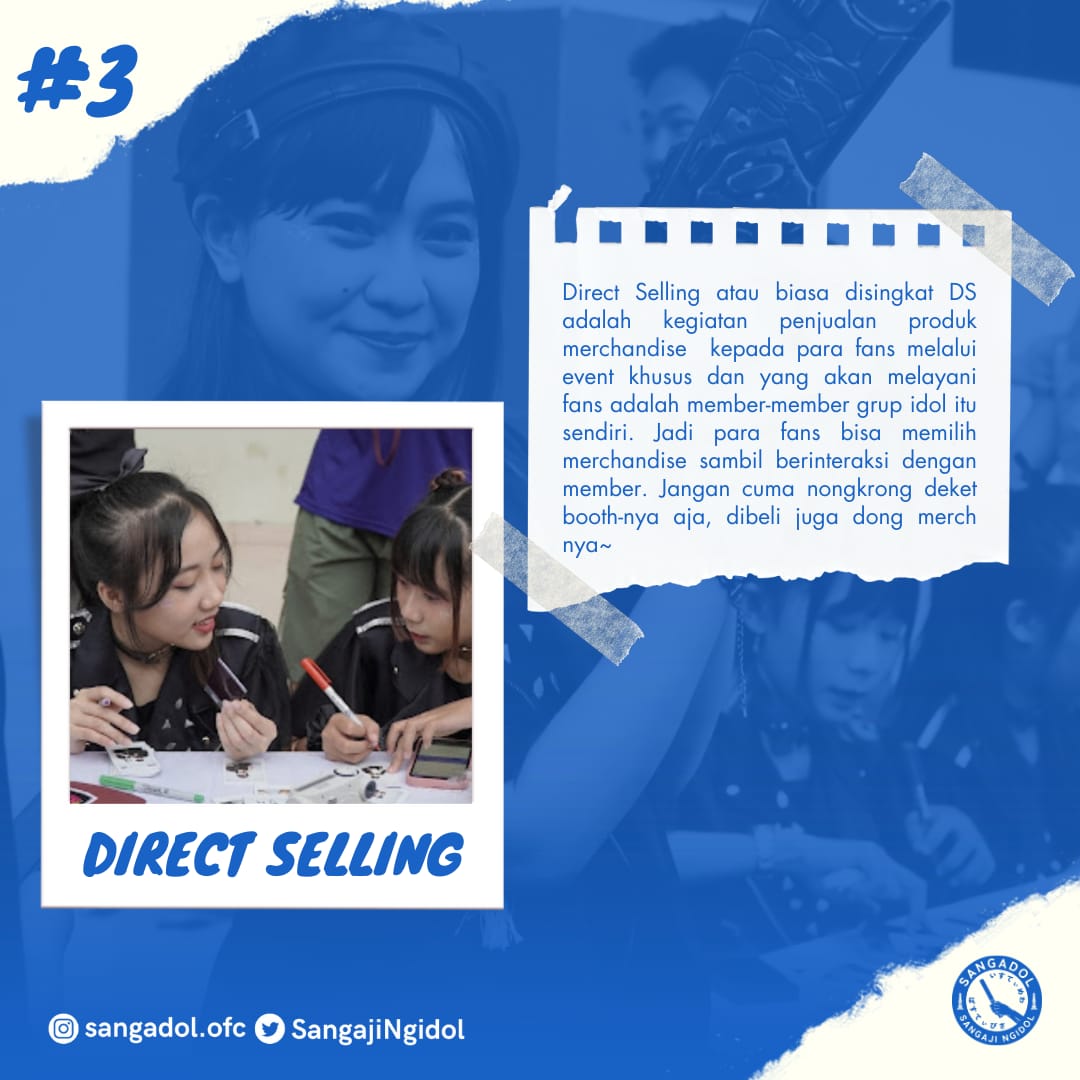 #3
Direct Selling atau biasa disingkat DS
adalah kegiatan penjualan produk
merchandise kepada para fans melalui
event khusus dan yang akan melayani
fans adalah member-member grup idol itu
sendiri. Jadi para fans bisa memilih
merchandise sambil berinteraksi dengan
member. Jangan cuma nongkrong deket
booth-nya aja, dibeli juga dong merch
nya~
DIRECT SELLING
sangadol.ofc SangajiNgidol
SANGADOL
SANGAJI NGIDOL